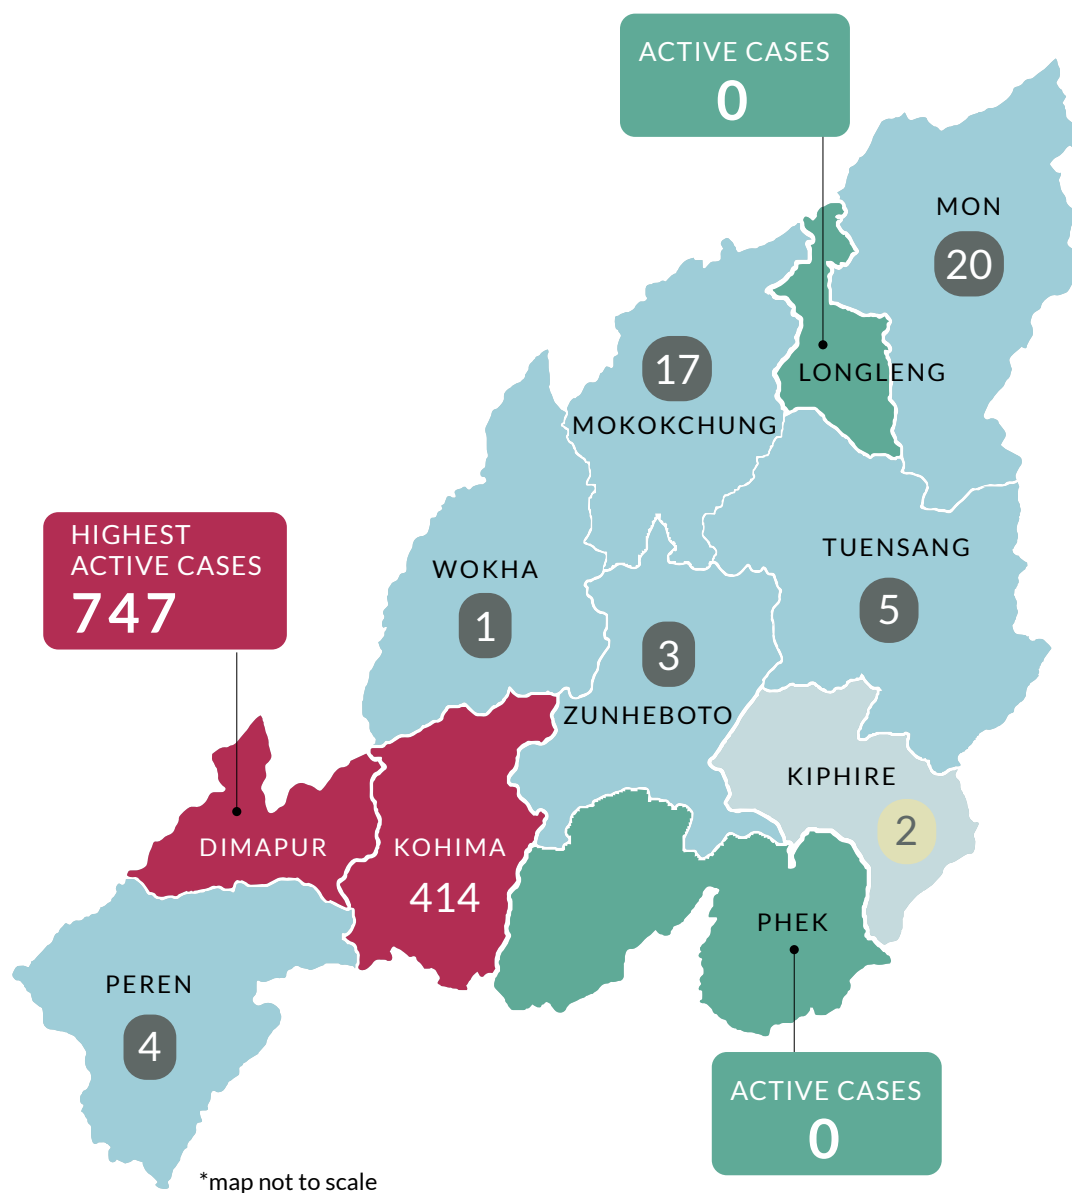 ACTIVE CASES
0
MON
20
17
MOKOKCHUNG
LONGLENG
HIGHEST
ACTIVE CASES
747
WOKHA
1
TUENSANG
5
3
ZUNHEBOTO
KIPHIRE
2
DIMAPUR
KOHIMA
414
PHEK
PEREN
4
ACTIVE CASES
0
*map not to scale